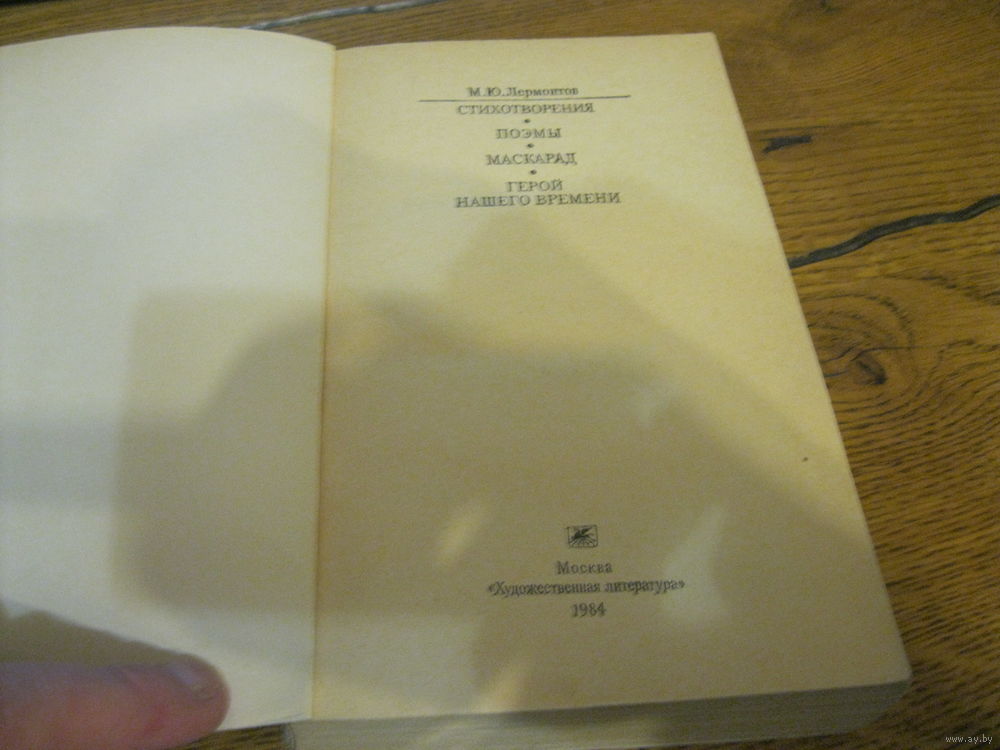 М.Ю.Лермонтов
СТИХОТВОРЕНИЯ
•
ПОЭМЫ
•
МАСКАРАД
•
ГЕРОЙ
НАШЕГО ВРЕМЕНИ
Москва
«Художественная литература»
1984
www.ay.by